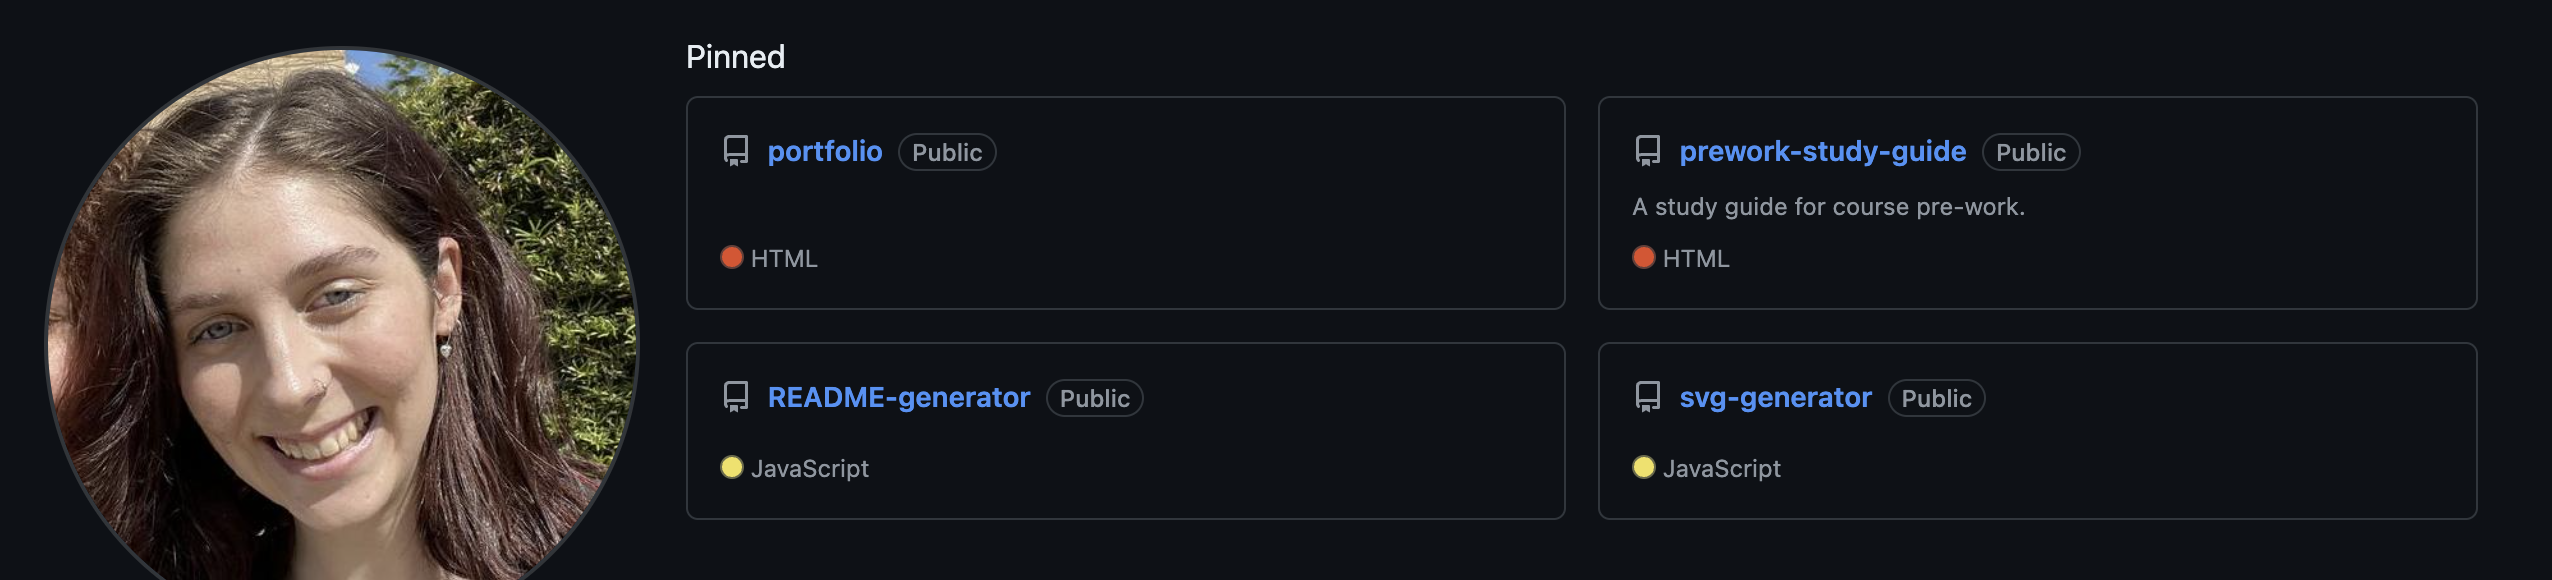 Pinned
portfolio Public
HTML
prework-study-guide Public
A study guide for course pre-work.
HTML
README-generator Public
JavaScript
svg-generator Public
JavaScript